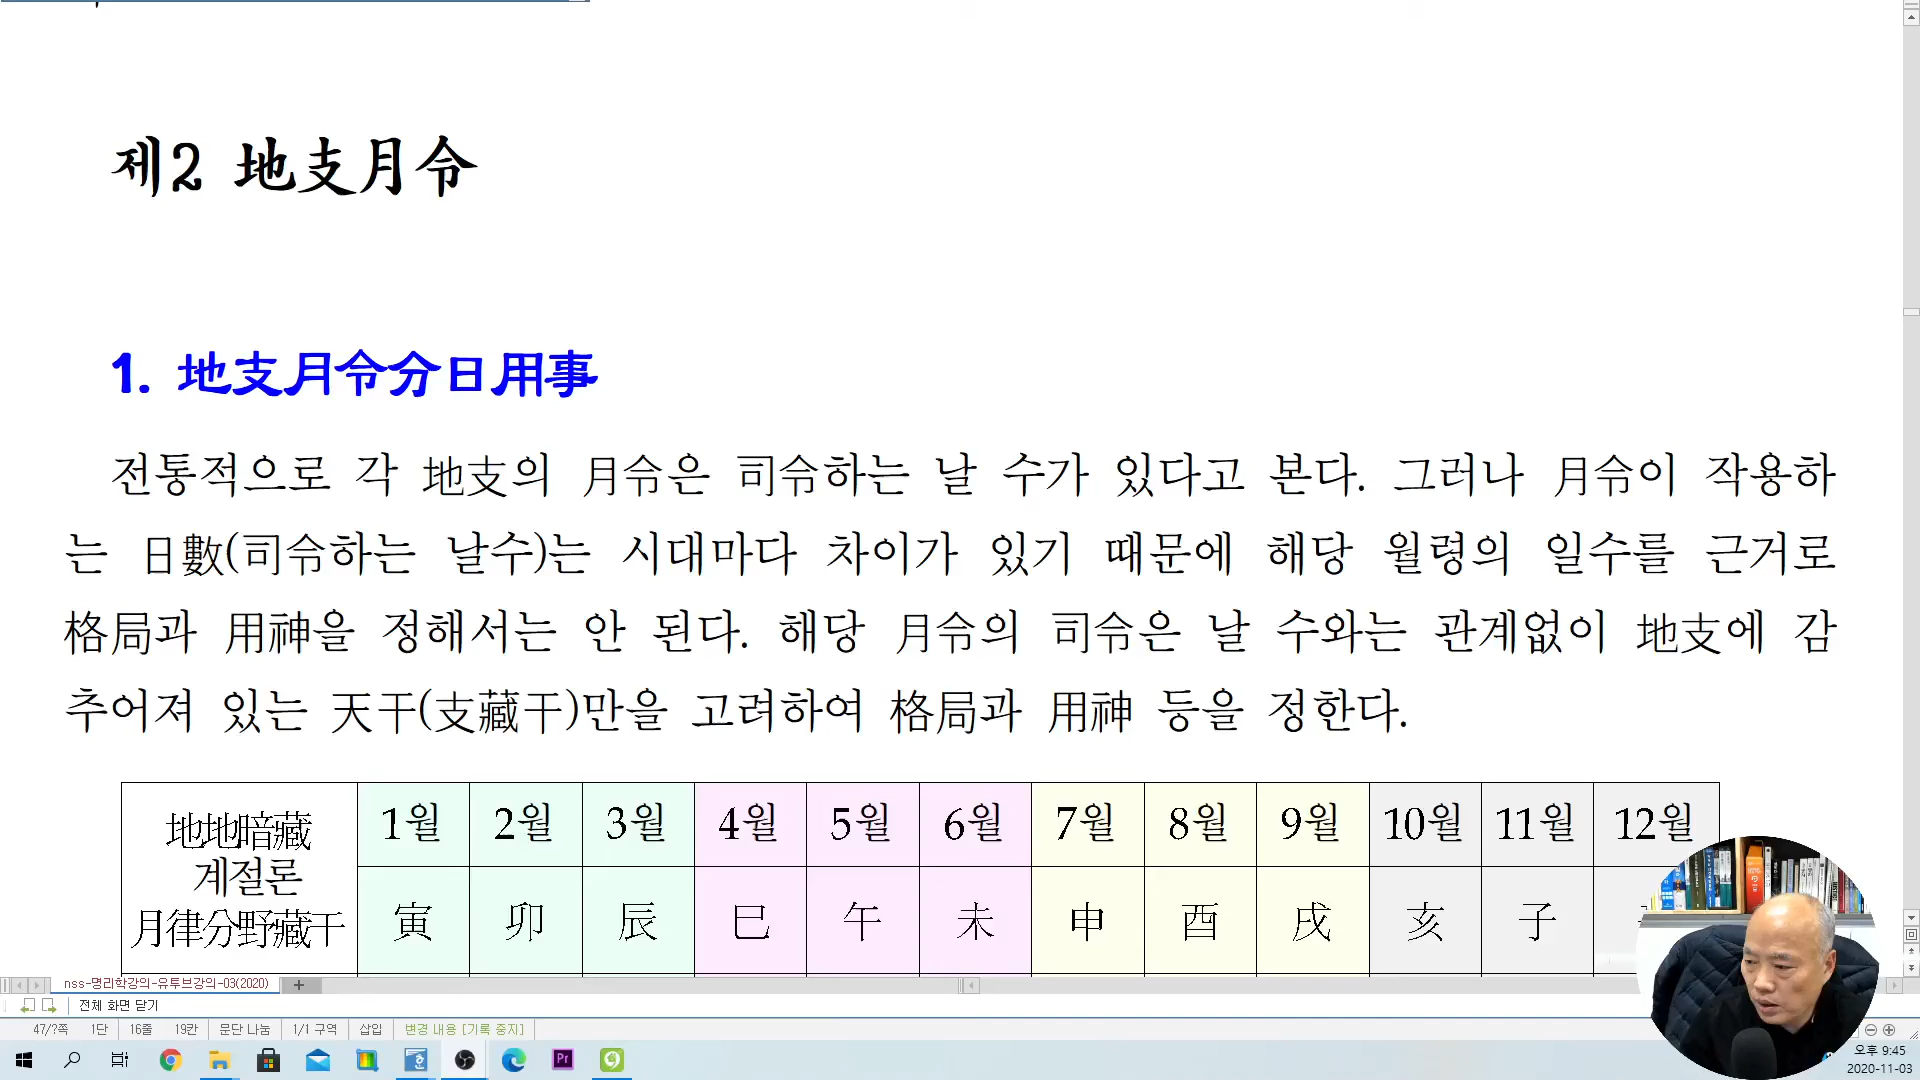 제2 地支月令
1. 地支月令分日用事
전통적으로 각 地支의 月令은 司令하는 날 수가 있다고 본다. 그러나 月令이 작용하
는 日數(司令하는 날수)는 시대마다 차이가 있기 때문에 해당 월령의 일수를 근거로
格局과 用神을 정해서는 안 된다. 해당 月令의 司令은 날 수와는 관계없이 地支에 감
추어져 있는 天干(支藏干)만을 고려하여 格局과 用神 등을 정한다.
地地暗藏
계절론
月律分野藏干
1월 2월 3월 4월 5월 6월 7월 8월 9월 10월 11월 12월
寅 卯 辰 巳 午 未 申 酉 戌 亥 子
nss-명리학강의-유투브강의-03(2020)
전체 화면 닫기
47/?쪽 1단 16줄 19칸 문단 나눔 1/1 구역 삽입 변경 내용 [기록 중지]
Pr
오후 9:45
2020-11-03